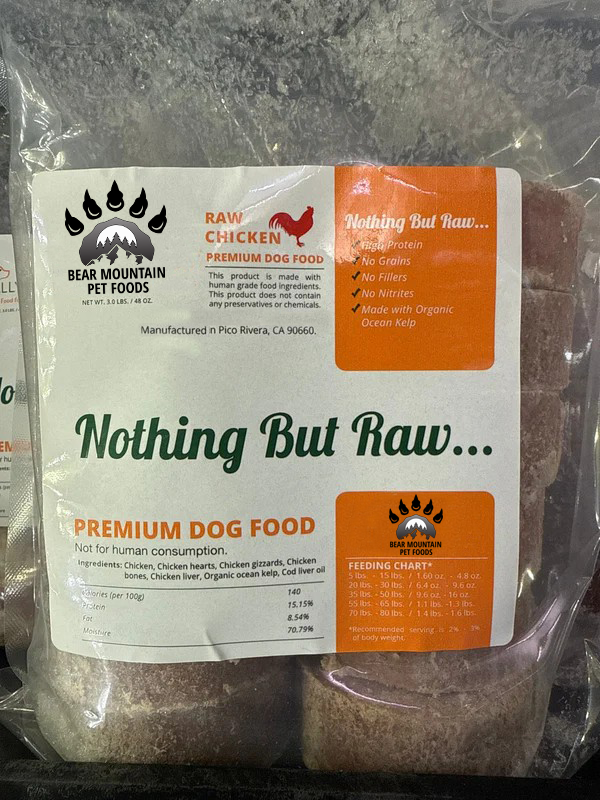 BEAR MOUNTAIN
PET FOODS
NET WT. 3.0 LBS. / 48 OZ.
RAW
CHICKEN
PREMIUM DOG FOOD
This product is made with
human grade food ingredients.
This product does not contain
any preservatives or chemicals.
Manufactured n Pico Rivera, CA 90660.
Nothing But Raw...
✓ High Protein
✓ No Grains
✓ No Fillers
✓ No Nitrites
✓ Made with Organic
Ocean Kelp
Nothing But Raw...
PREMIUM DOG FOOD
Not for human consumption.
Ingredients: Chicken, Chicken hearts, Chicken gizzards, Chicken
bones, Chicken liver, Organic ocean kelp, Cod liver oil
Calories (per 100g) 140
Protein 15.15%
Fat 8.54%
Moisture 70.79%
BEAR MOUNTAIN
PET FOODS
FEEDING CHART*
5 lbs. - 15 lbs. / 1.60 oz. - 4.8 oz.
20 lbs. - 30 lbs. / 6.4 oz. - 9.6 oz.
35 lbs. - 50 lbs. / 9.6 oz. - 16 oz.
55 lbs. - 65 lbs. / 1.1 lbs. -1.3 lbs.
70 lbs. - 80 lbs. / 1.4 lbs. - 1.6 lbs.
*Recommended serving is 2% - 3%
of body weight.